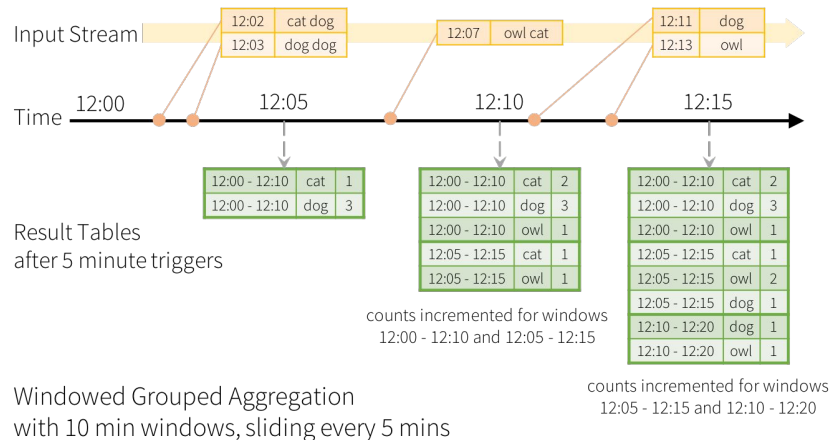 Input Stream
12:02 cat dog
12:03 dog dog
12:07 owl cat
12:11 dog
12:13 owl
Time
12:00
12:05
12:10
12:15
Result Tables
after 5 minute triggers
12:00 - 12:10 cat 1
12:00 - 12:10 dog 3
12:00 - 12:10 cat 2
12:00 - 12:10 dog 3
12:00 - 12:10 owl 1
12:05 - 12:15 cat 1
12:05 - 12:15 owl 1
counts incremented for windows
12:00 - 12:10 and 12:05 - 12:15
12:00 - 12:10 cat 2
12:00 - 12:10 dog 3
12:00 - 12:10 owl 1
12:05 - 12:15 cat 1
12:05 - 12:15 owl 2
12:05 - 12:15 dog 1
12:10 - 12:20 dog 1
12:10 - 12:20 owl 1
counts incremented for windows
12:05 - 12:15 and 12:10 - 12:20
Windowed Grouped Aggregation
with 10 min windows, sliding every 5 mins